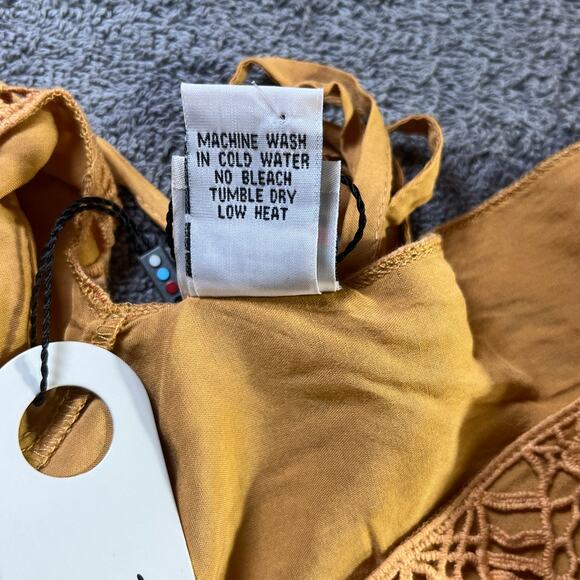 MACHINE WASH
IN COLD WATER
NO BLEACH
TUMBLE DRY
LOW HEAT